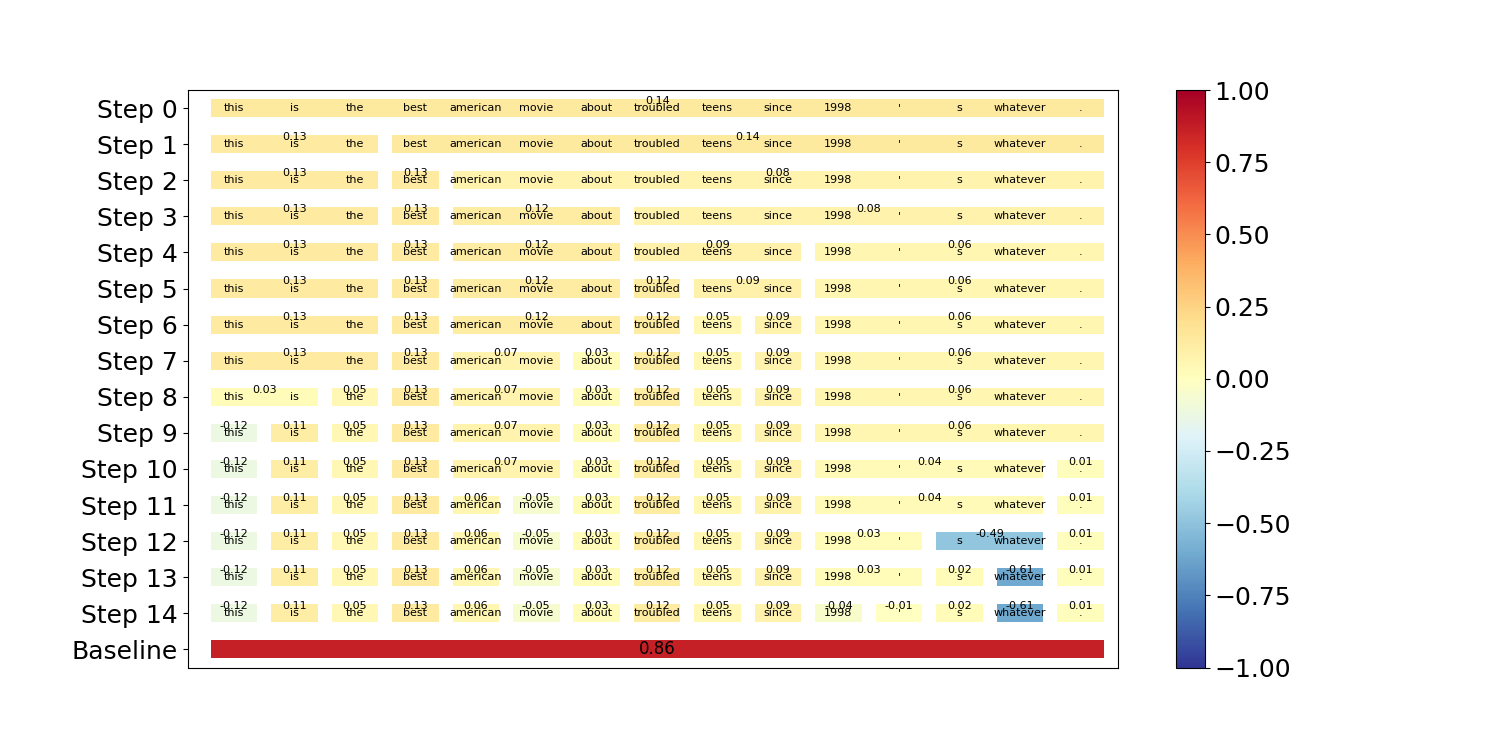 0.14
Step 0 this is the best american movie about troubled teens since 1998 ' s whatever .
0.13 0.14
Step 1 this is the best american movie about troubled teens since 1998 ' s whatever .
0.13 0.13 0.08
Step 2 this is the best american movie about troubled teens since 1998 ' s whatever .
0.13 0.13 0.12 0.08
Step 3 this is the best american movie about troubled teens since 1998 ' s whatever .
0.13 0.13 0.12 0.09 0.06
Step 4 this is the best american movie about troubled teens since 1998 ' s whatever .
0.13 0.13 0.12 0.12 0.09 0.06
Step 5 this is the best american movie about troubled teens since 1998 ' s whatever .
0.13 0.13 0.12 0.12 0.05 0.09 0.06
Step 6 this is the best american movie about troubled teens since 1998 ' s whatever .
0.13 0.13 0.07 0.03 0.12 0.05 0.09 0.06
Step 7 this is the best american movie about troubled teens since 1998 ' s whatever .
0.03 0.05 0.13 0.07 0.03 0.12 0.05 0.09 0.06
Step 8 this is the best american movie about troubled teens since 1998 ' s whatever .
-0.12 0.11 0.05 0.13 0.07 0.03 0.12 0.05 0.09 0.06
Step 9 this is the best american movie about troubled teens since 1998 ' s whatever .
-0.12 0.11 0.05 0.13 0.07 0.03 0.12 0.05 0.09 0.04 0.01
Step 10 this is the best american movie about troubled teens since 1998 ' s whatever .
-0.12 0.11 0.05 0.13 0.06 -0.05 0.03 0.12 0.05 0.09 0.04 0.01
Step 11 this is the best american movie about troubled teens since 1998 ' s whatever .
-0.12 0.11 0.05 0.13 0.06 -0.05 0.03 0.12 0.05 0.09 0.03 -0.49 0.01
Step 12 this is the best american movie about troubled teens since 1998 ' s whatever .
-0.12 0.11 0.05 0.13 0.06 -0.05 0.03 0.12 0.05 0.09 0.03 0.02 -0.61 0.01
Step 13 this is the best american movie about troubled teens since 1998 ' s whatever .
-0.12 0.11 0.05 0.13 0.06 -0.05 0.03 0.12 0.05 0.09 -0.04 -0.01 0.02 -0.61 0.01
Step 14 this is the best american movie about troubled teens since 1998 ' s whatever .
Baseline 0.86
1.00
0.75
0.50
0.25
0.00
−0.25
−0.50
−0.75
−1.00